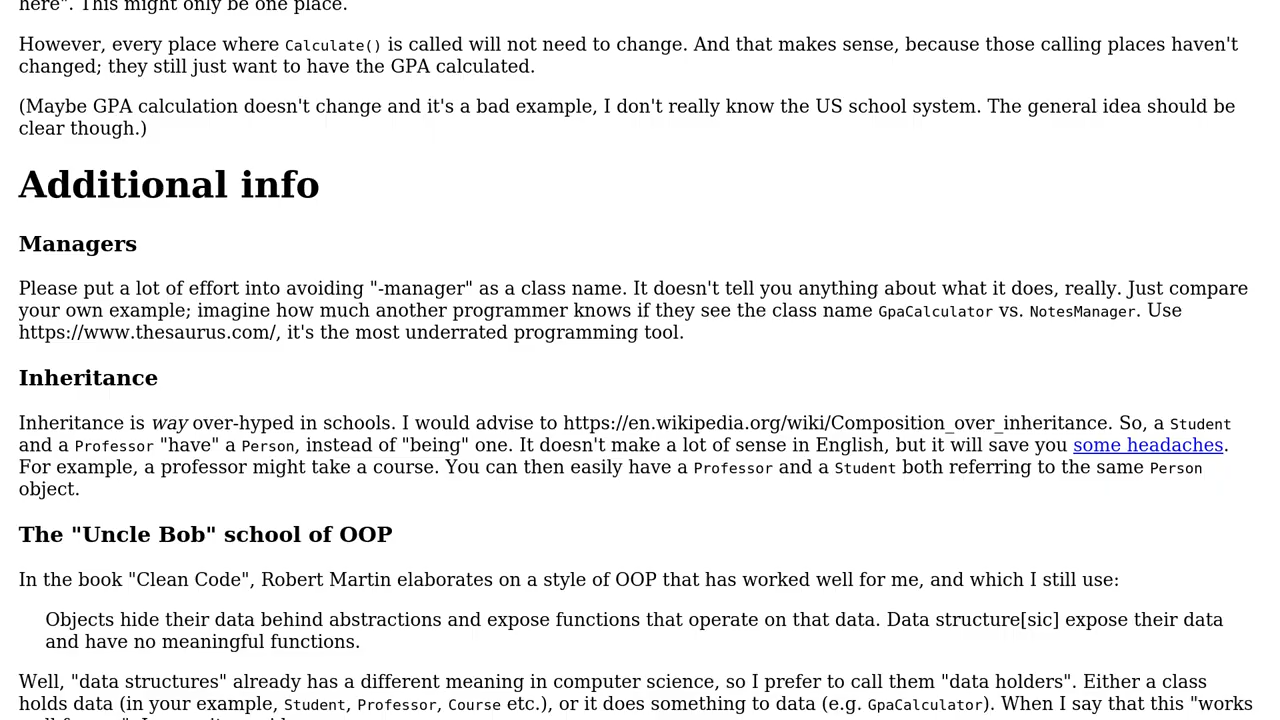 here". This might only be one place.
However, every place where Calculate() is called will not need to change. And that makes sense, because those calling places haven't
changed; they still just want to have the GPA calculated.
(Maybe GPA calculation doesn't change and it's a bad example, I don't really know the US school system. The general idea should be
clear though.)
Additional info
Managers
Please put a lot of effort into avoiding "-manager" as a class name. It doesn't tell you anything about what it does, really. Just compare
your own example; imagine how much another programmer knows if they see the class name GpaCalculator vs. NotesManager. Use
https://www.thesaurus.com/, it's the most underrated programming tool.
Inheritance
Inheritance is way over-hyped in schools. I would advise to https://en.wikipedia.org/wiki/Composition_over_inheritance. So, a Student
and a Professor "have" a Person, instead of "being" one. It doesn't make a lot of sense in English, but it will save you some headaches.
For example, a professor might take a course. You can then easily have a Professor and a Student both referring to the same Person
object.
The "Uncle Bob" school of OOP
In the book "Clean Code", Robert Martin elaborates on a style of OOP that has worked well for me, and which I still use:
Objects hide their data behind abstractions and expose functions that operate on that data. Data structure[sic] expose their data
and have no meaningful functions.
Well, "data structures" already has a different meaning in computer science, so I prefer to call them "data holders". Either a class
holds data (in your example, Student, Professor, Course etc.), or it does something to data (e.g. GpaCalculator). When I say that this "works